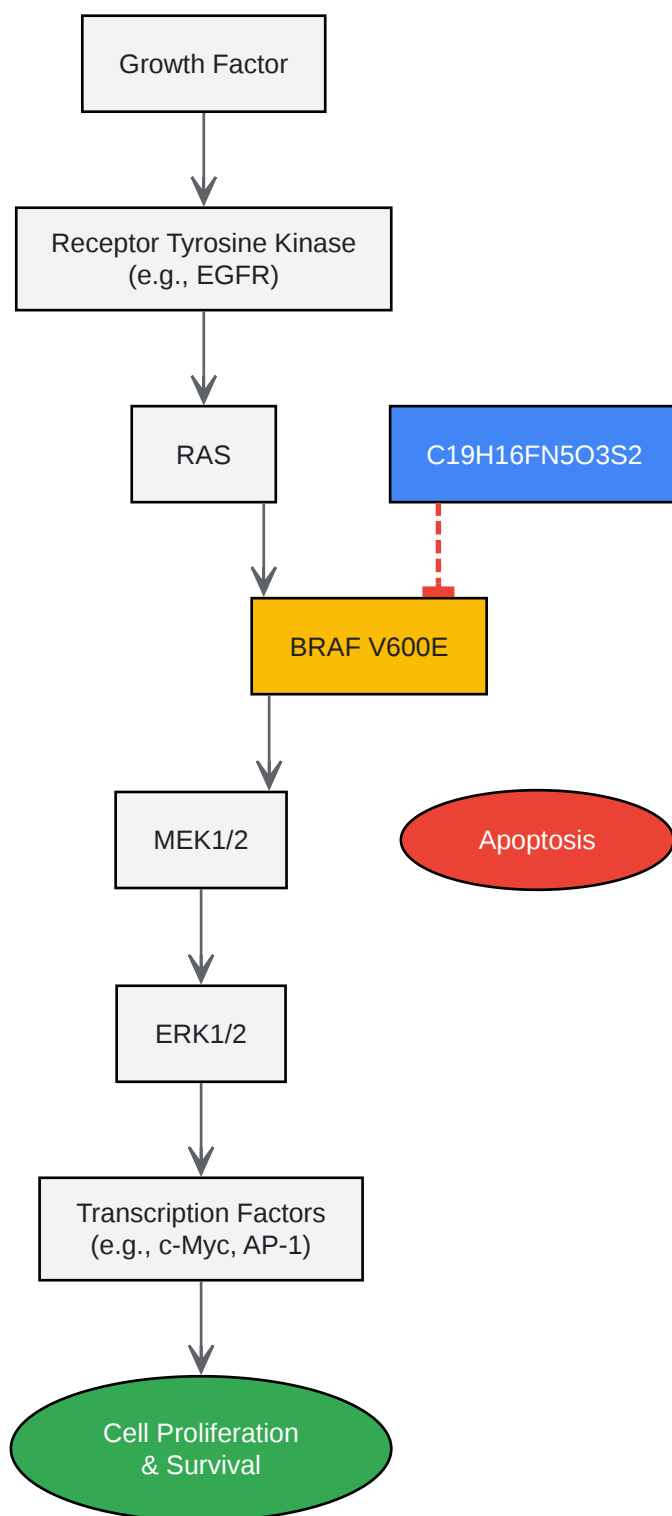 Growth Factor
Receptor Tyrosine Kinase
(e.g., EGFR)
RAS
C19H16FN5O3S2
BRAF V600E
MEK1/2
Apoptosis
ERK1/2
Transcription Factors
(e.g., c-Myc, AP-1)
Cell Proliferation
& Survival